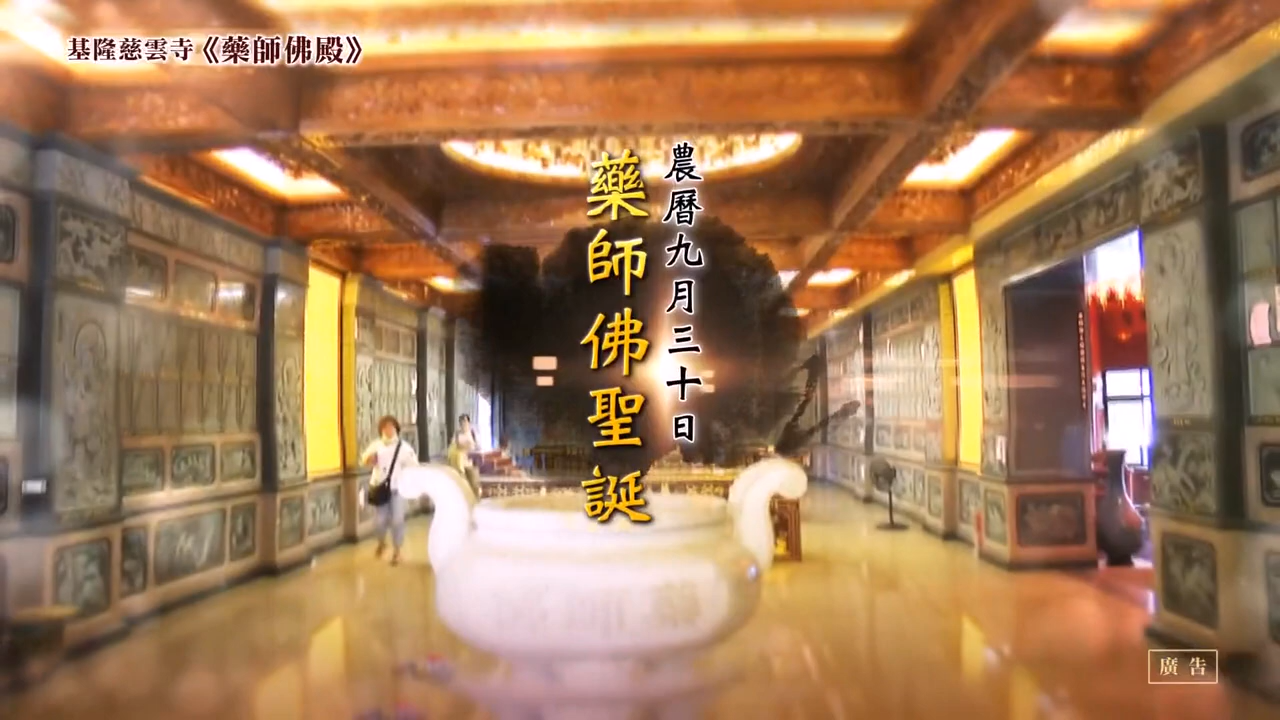 基隆慈雲寺《藥師佛殿》
農曆九月三十日
藥師佛聖誕
廣告